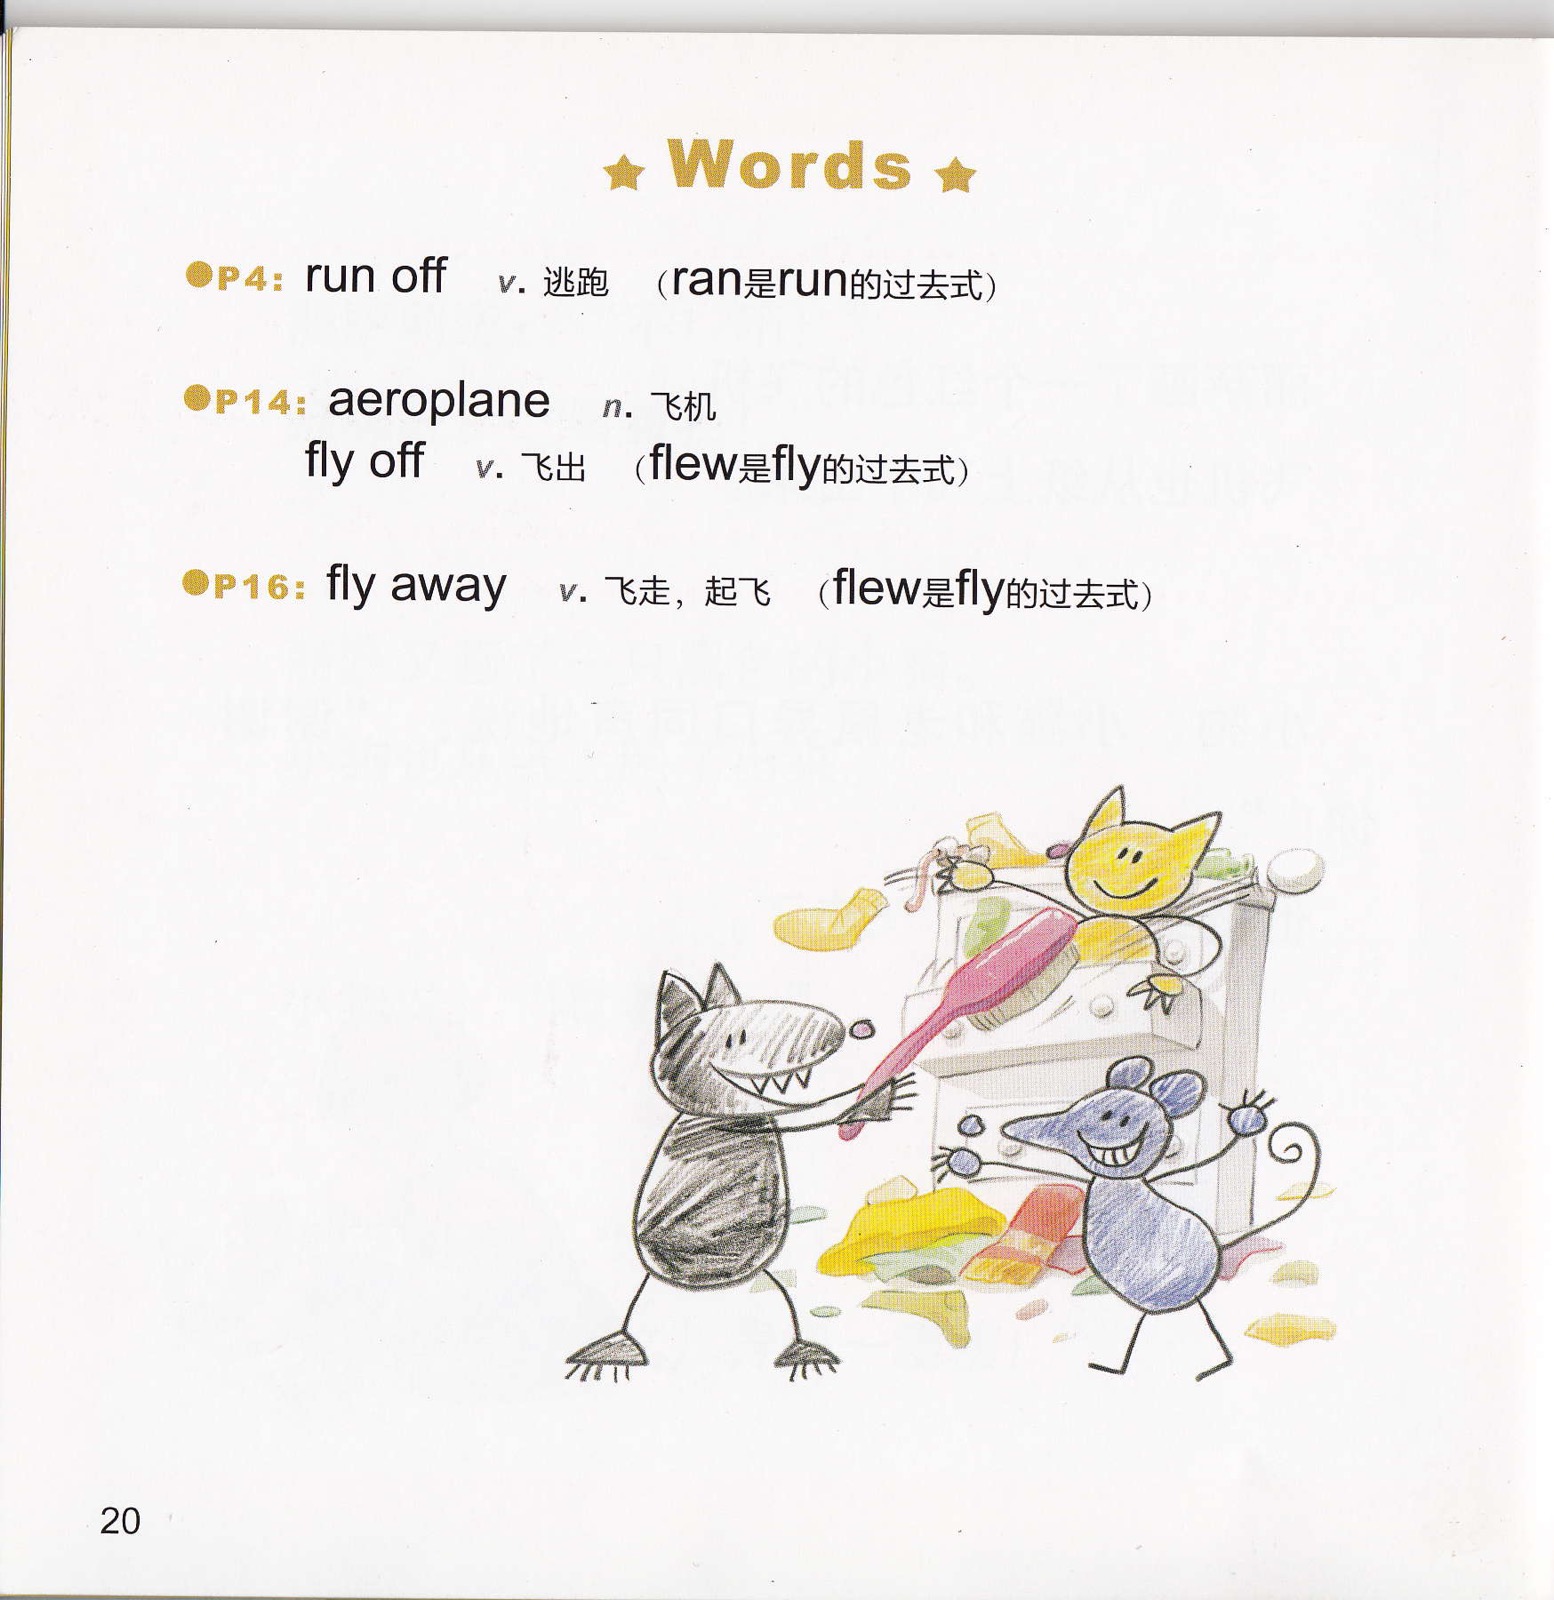 Words
P4: run off v. 逃跑 (ran是run的过去式)
P14: aeroplane n. 飞机
fly off v. 飞出 (flew是fly的过去式)
P16: fly away v. 飞走，起飞 (flew是fly的过去式)
20